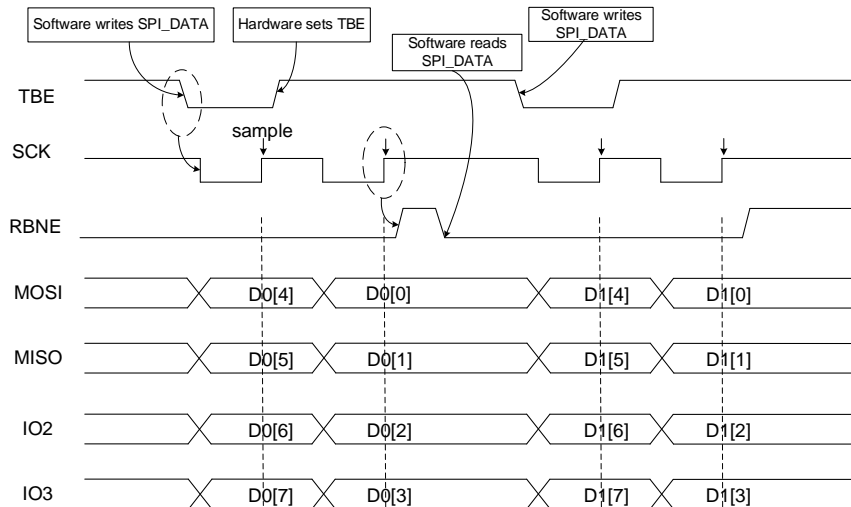 Software writes SPI_DATA
Hardware sets TBE
Software reads
SPI_DATA
Software writes
SPI_DATA
TBE
sample
SCK
RBNE
MOSI D0[4] D0[0] D1[4] D1[0]
MISO D0[5] D0[1] D1[5] D1[1]
IO2 D0[6] D0[2] D1[6] D1[2]
IO3 D0[7] D0[3] D1[7] D1[3]